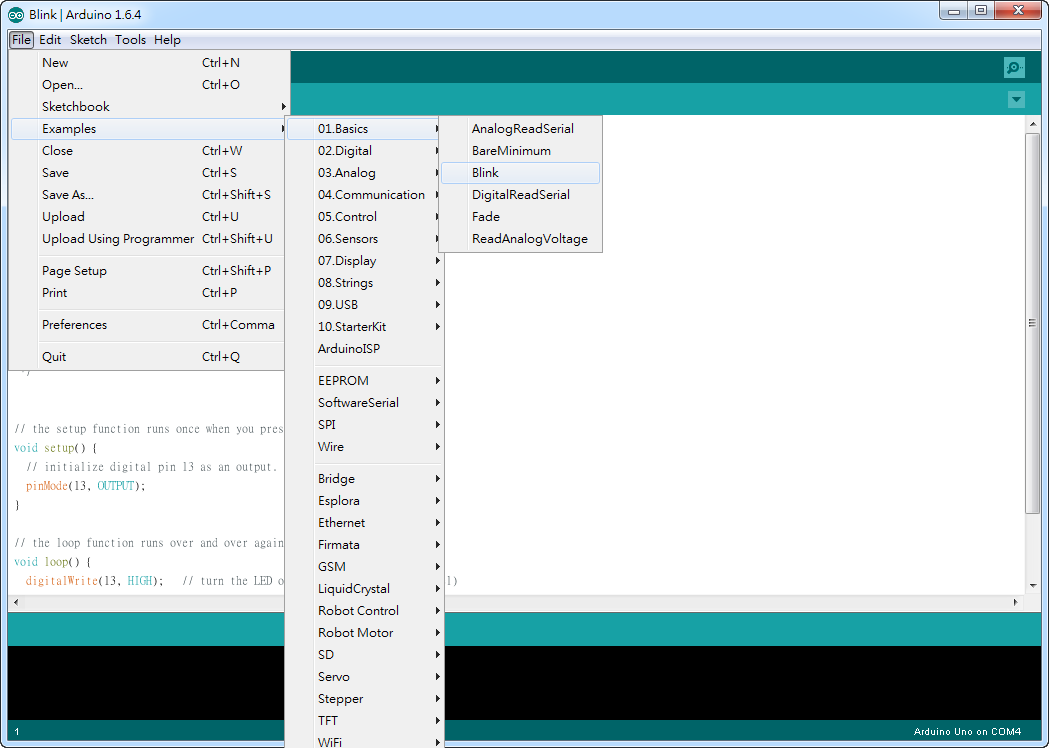 Blink | Arduino 1.6.4
File Edit Sketch Tools Help
New Ctrl+N
Open... Ctrl+O
Sketchbook
Examples
Close Ctrl+W
Save Ctrl+S
Save As... Ctrl+Shift+S
Upload Ctrl+U
Upload Using Programmer Ctrl+Shift+U
Page Setup Ctrl+Shift+P
Print Ctrl+P
Preferences Ctrl+Comma
Quit Ctrl+Q
01.Basics
02.Digital
03.Analog
04.Communication
05.Control
06.Sensors
07.Display
08.Strings
09.USB
10.StarterKit
ArduinoISP
EEPROM
SoftwareSerial
SPI
Wire
Bridge
Esplora
Ethernet
Firmata
GSM
LiquidCrystal
Robot Control
Robot Motor
SD
Servo
Stepper
TFT
WiFi
AnalogReadSerial
BareMinimum
Blink
DigitalReadSerial
Fade
ReadAnalogVoltage
// the setup function runs once when you pres
void setup() {
// initialize digital pin 13 as an output.
pinMode(13, OUTPUT);
}
// the loop function runs over and over again
void loop() {
digitalWrite(13, HIGH); // turn the LED o l)
1
Arduino Uno on COM4